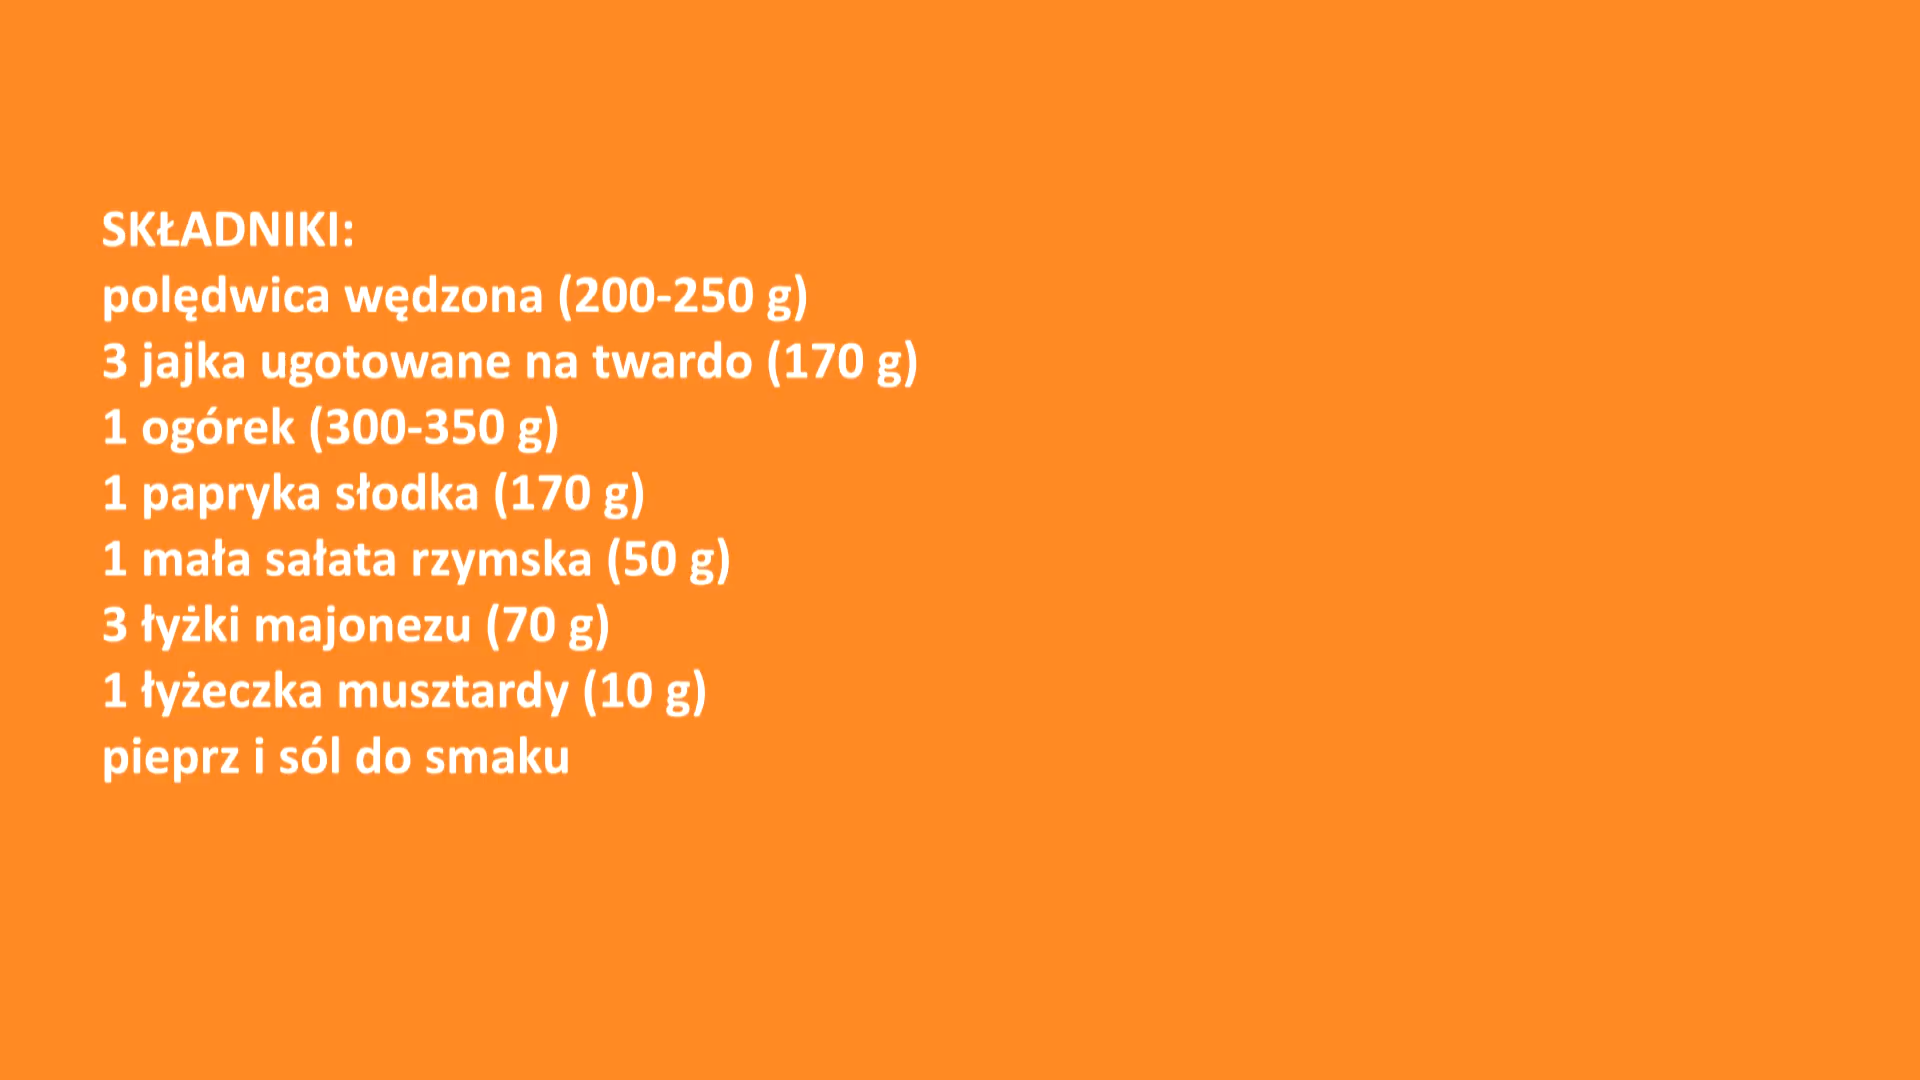 SKŁADNIKI:
polędwica wędzona (200-250 g)
3 jajka ugotowane na twardo (170 g)
1 ogórek (300-350 g)
1 papryka słodka (170 g)
1 mała sałata rzymska (50 g)
3 łyżki majonezu (70 g)
1 łyżeczka musztardy (10 g)
pieprz i sól do smaku